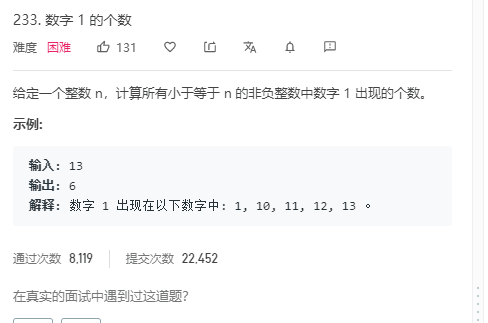 233. 数字 1 的个数
难度 困难 131
给定一个整数 n，计算所有小于等于 n 的非负整数中数字 1 出现的个数。
示例:
输入: 13
输出: 6
解释: 数字 1 出现在以下数字中: 1, 10, 11, 12, 13 。
通过次数 8,119 提交次数 22,452
在真实的面试中遇到过这道题?